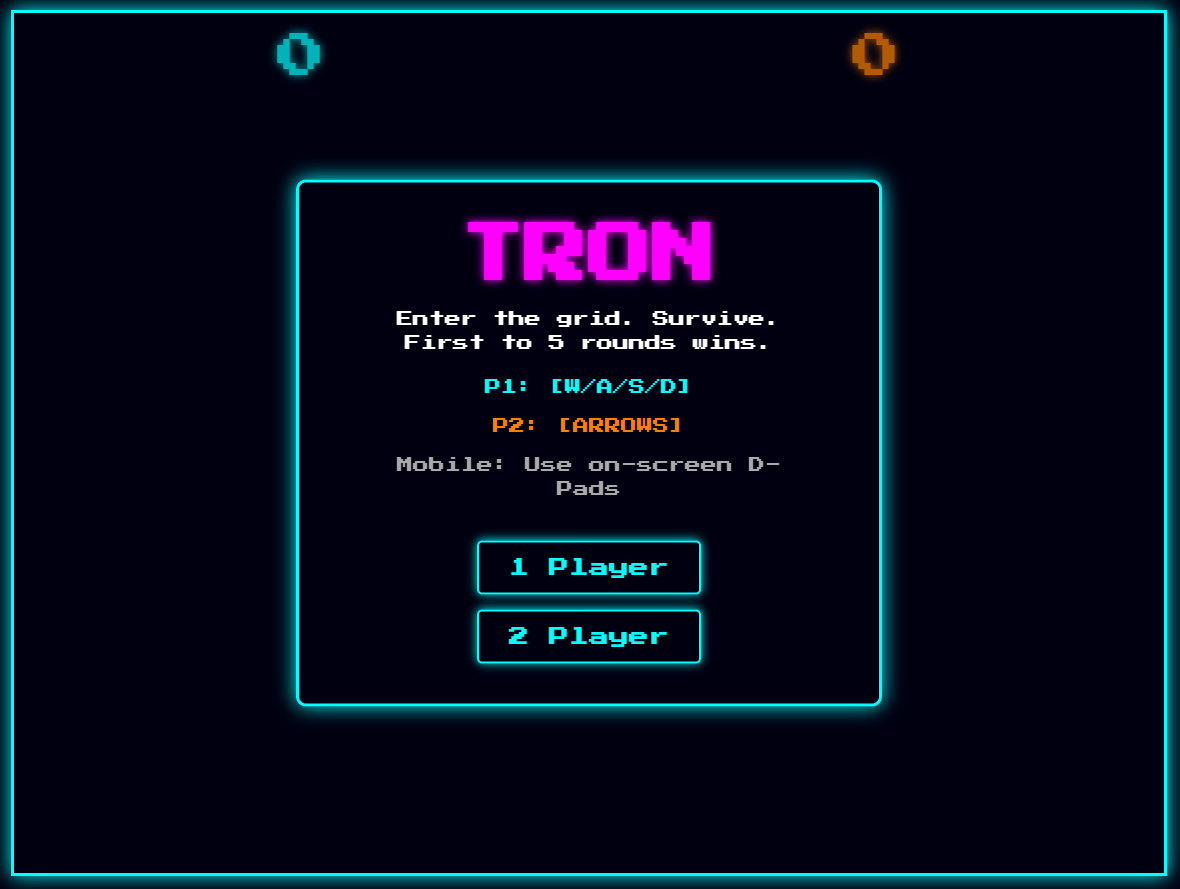 0 0
TRON
Enter the grid. Survive.
First to 5 rounds wins.
P1: [W/A/S/D]
P2: [ARROWS]
Mobile: Use on-screen D-
Pads
1 Player
2 Player